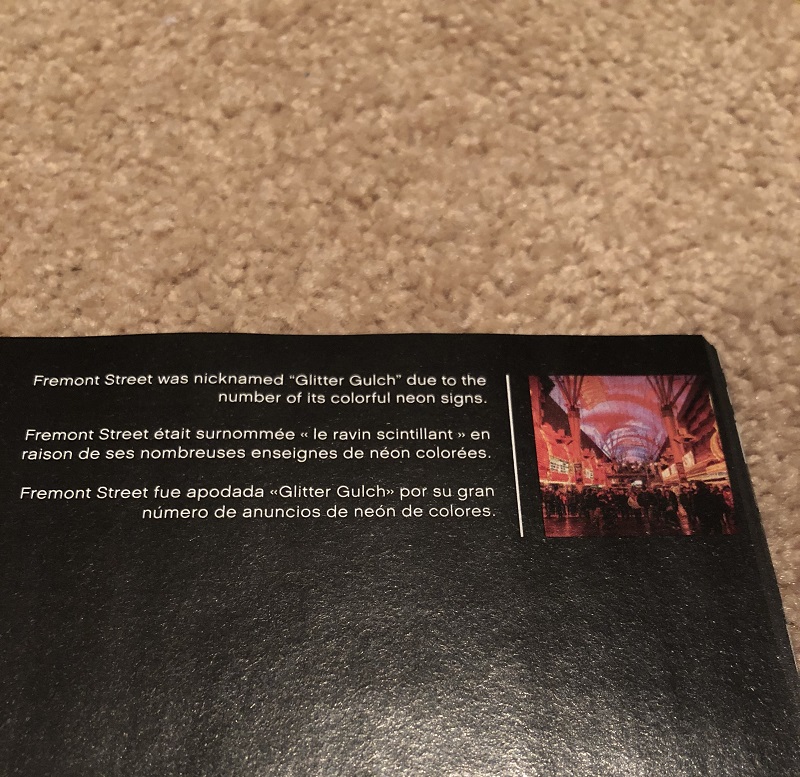 Fremont Street was nicknamed “Glitter Gulch” due to the
number of its colorful neon signs.
Fremont Street était surnommée « le ravin scintillant » en
raison de ses nombreuses enseignes de néon colorées.
Fremont Street fue apodada «Glitter Gulch» por su gran
número de anuncios de neón de colores.